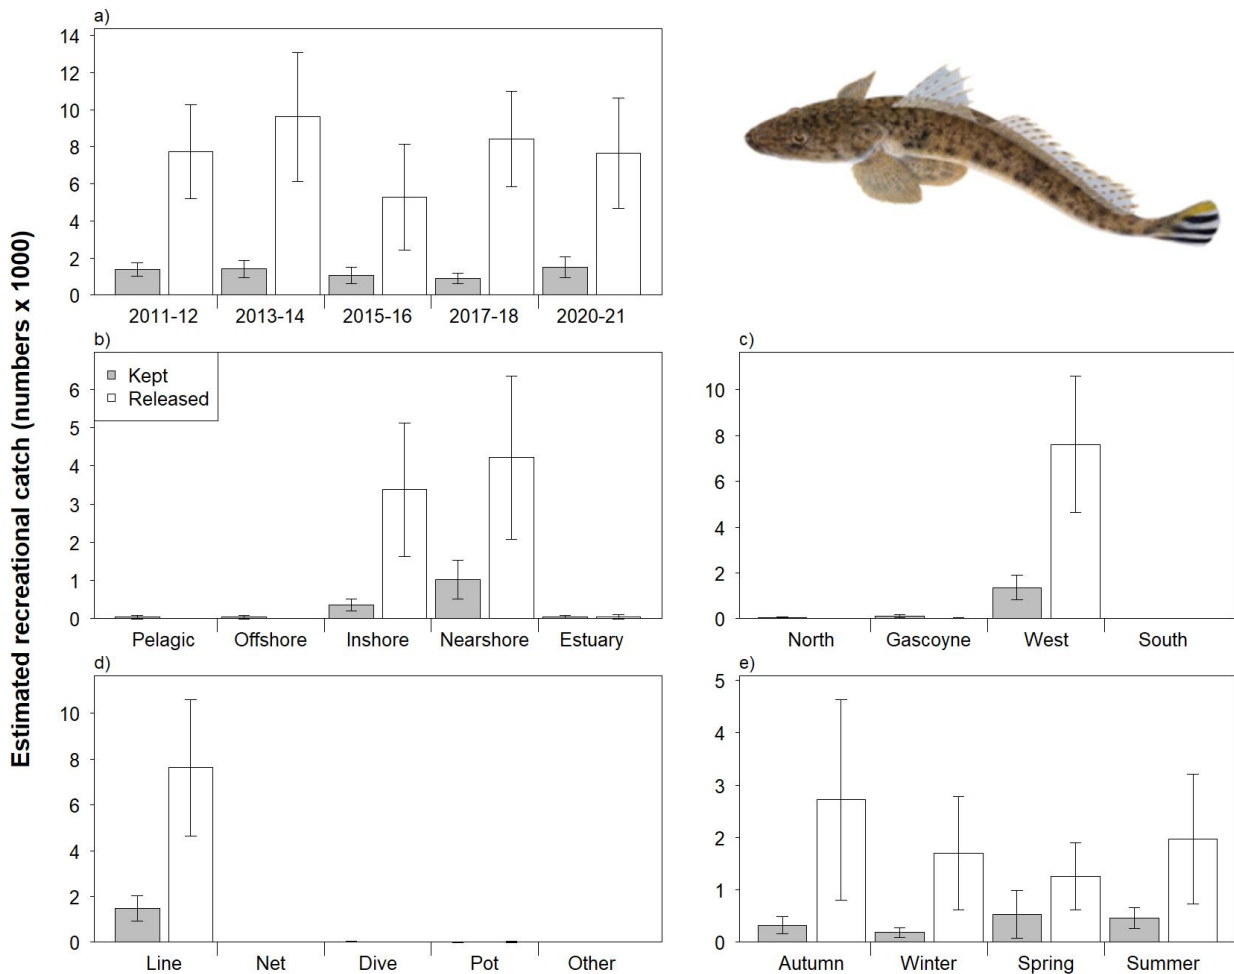 Estimated recreational catch (numbers x 1000)
a)
14
12
10
8
6
4
2
0
2011-12 2013-14 2015-16 2017-18 2020-21
b)
Kept
Released
6
5
4
3
2
1
0
Pelagic Offshore Inshore Nearshore Estuary
c)
10
8
6
4
2
0
North Gascoyne West South
d)
10
8
6
4
2
0
Line Net Dive Pot Other
e)
5
4
3
2
1
0
Autumn Winter Spring Summer